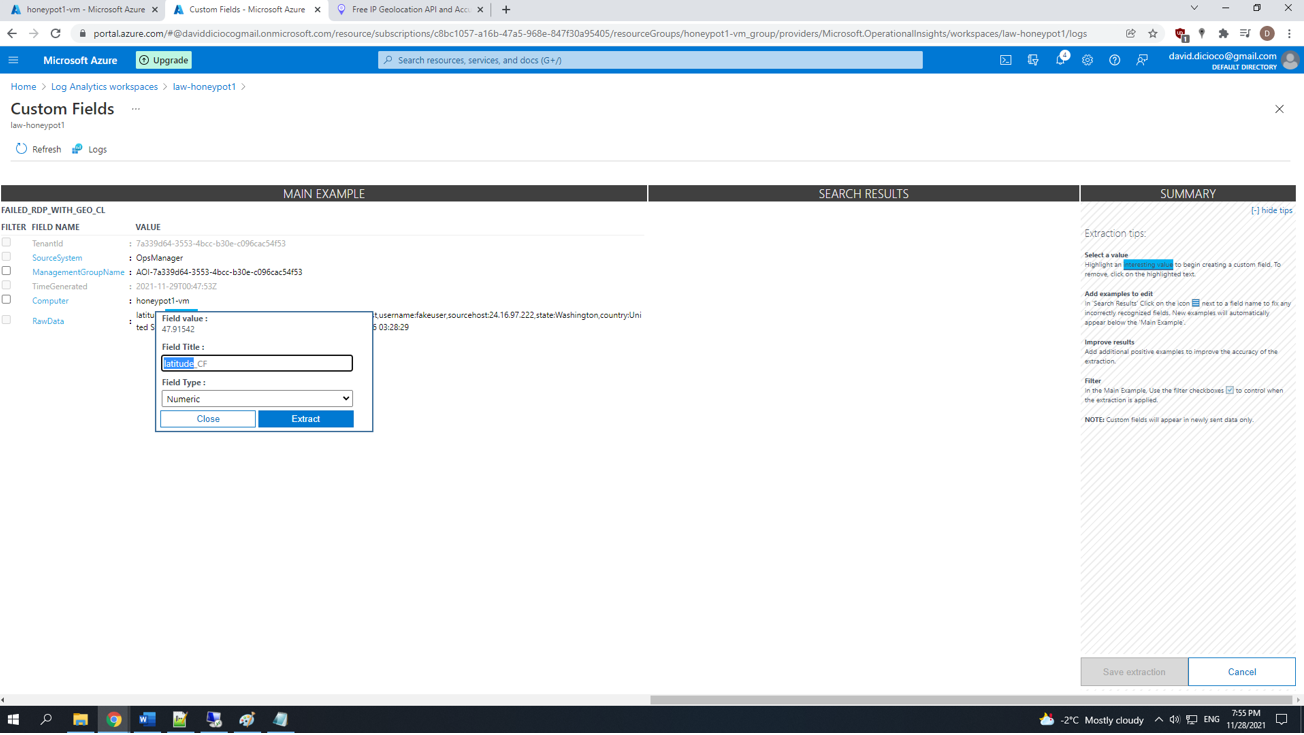 honeypot1-vm - Microsoft Azure
Custom Fields - Microsoft Azure
Free IP Geolocation API and Accu
portal.azure.com/#@daviddiciocogmail.onmicrosoft.com/resource/subscriptions/c8bc1057-a16b-47a5-968e-847f30a95405/resourceGroups/honeypot1-vm_group/providers/Microsoft.OperationalInsights/workspaces/law-honeypot1/logs
1
D
Microsoft Azure
Upgrade
Search resources, services, and docs (G+/)
4
david.dicioco@gmail.com
DEFAULT DIRECTORY
Home > Log Analytics workspaces > law-honeypot1 >
Custom Fields ...
law-honeypot1
Refresh Logs
MAIN EXAMPLE
SEARCH RESULTS
SUMMARY
FAILED_RDP_WITH_GEO_CL
FILTER FIELD NAME VALUE
TenantId : 7a339d64-3553-4bcc-b30e-c096cac54f53
SourceSystem : OpsManager
ManagementGroupName : AOI-7a339d64-3553-4bcc-b30e-c096cac54f53
TimeGenerated : 2021-11-29T00:47:53Z
Computer : honeypot1-vm
RawData : latitu t,username:fakeuser,sourcehost:24.16.97.222,state:Washington,country:Uni
ted S 6 03:28:29
Field value :
47.91542
Field Title :
latitude_CF
Field Type :
Numeric
Close
Extract
[-] hide tips
Extraction tips:
Select a value
Highlight an interesting value to begin creating a custom field. To
remove, click on the highlighted text.
Add examples to edit
In 'Search Results' Click on the icon next to a field name to fix any
incorrectly recognized fields. New examples will automatically
appear below the 'Main Example'.
Improve results
Add additional positive examples to improve the accuracy of the
extraction.
Filter
In the Main Example. Use the filter checkboxes to control when
the extraction is applied.
NOTE: Custom fields will appear in newly sent data only.
Save extraction
Cancel
-2°C Mostly cloudy
ENG
7:55 PM
11/28/2021